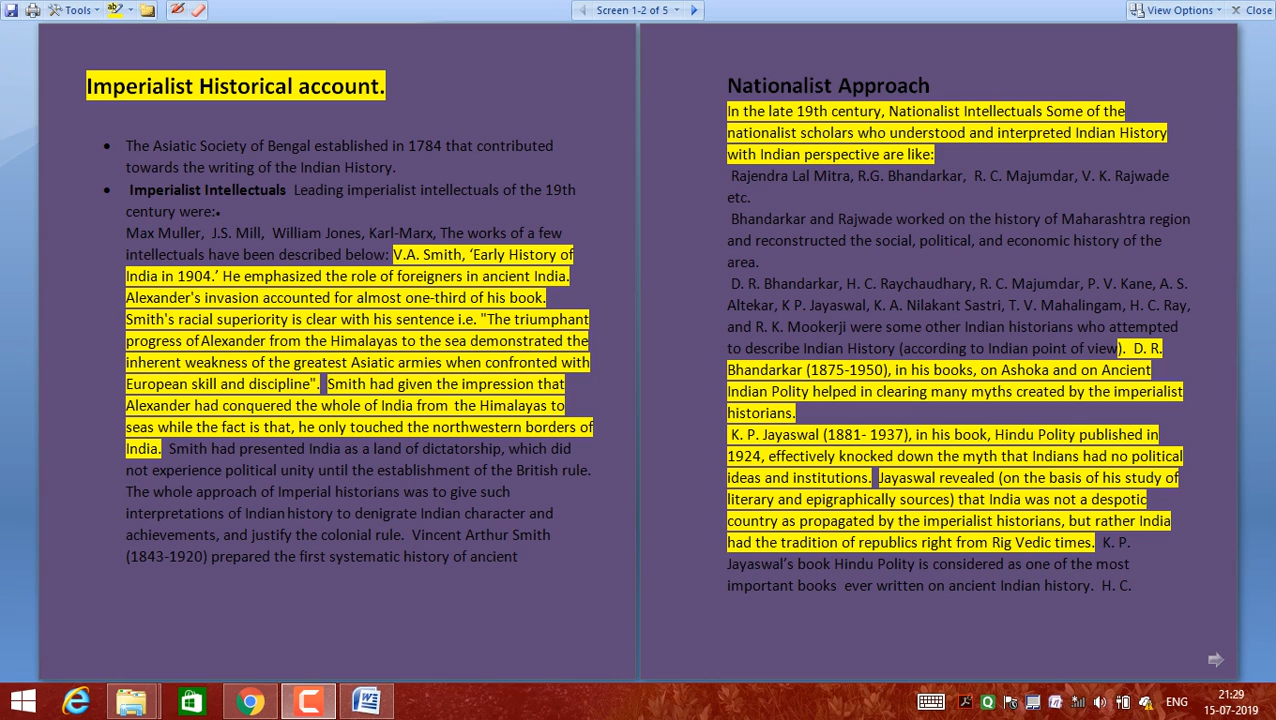 Tools
Screen 1-2 of 5
View Options
Close
Imperialist Historical account.
• The Asiatic Society of Bengal established in 1784 that contributed
towards the writing of the Indian History.
• Imperialist Intellectuals Leading imperialist intellectuals of the 19th
century were:•
Max Muller, J.S. Mill, William Jones, Karl-Marx, The works of a few
intellectuals have been described below: V.A. Smith, ‘Early History of
India in 1904.’ He emphasized the role of foreigners in ancient India.
Alexander's invasion accounted for almost one-third of his book.
Smith's racial superiority is clear with his sentence i.e. "The triumphant
progress of Alexander from the Himalayas to the sea demonstrated the
inherent weakness of the greatest Asiatic armies when confronted with
European skill and discipline". Smith had given the impression that
Alexander had conquered the whole of India from the Himalayas to
seas while the fact is that, he only touched the northwestern borders of
India. Smith had presented India as a land of dictatorship, which did
not experience political unity until the establishment of the British rule.
The whole approach of Imperial historians was to give such
interpretations of Indian history to denigrate Indian character and
achievements, and justify the colonial rule. Vincent Arthur Smith
(1843-1920) prepared the first systematic history of ancient
Nationalist Approach
In the late 19th century, Nationalist Intellectuals Some of the
nationalist scholars who understood and interpreted Indian History
with Indian perspective are like:
Rajendra Lal Mitra, R.G. Bhandarkar, R. C. Majumdar, V. K. Rajwade
etc.
Bhandarkar and Rajwade worked on the history of Maharashtra region
and reconstructed the social, political, and economic history of the
area.
D. R. Bhandarkar, H. C. Raychaudhary, R. C. Majumdar, P. V. Kane, A. S.
Altekar, K P. Jayaswal, K. A. Nilakant Sastri, T. V. Mahalingam, H. C. Ray,
and R. K. Mookerji were some other Indian historians who attempted
to describe Indian History (according to Indian point of view). D. R.
Bhandarkar (1875-1950), in his books, on Ashoka and on Ancient
Indian Polity helped in clearing many myths created by the imperialist
historians.
K. P. Jayaswal (1881- 1937), in his book, Hindu Polity published in
1924, effectively knocked down the myth that Indians had no political
ideas and institutions. Jayaswal revealed (on the basis of his study of
literary and epigraphically sources) that India was not a despotic
country as propagated by the imperialist historians, but rather India
had the tradition of republics right from Rig Vedic times. K. P.
Jayaswal’s book Hindu Polity is considered as one of the most
important books ever written on ancient Indian history. H. C.
ENG
21:29
15-07-2019